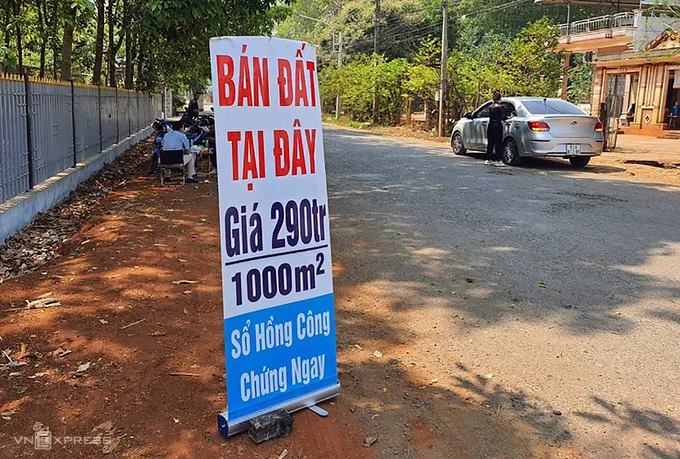 BÁN ĐẤT
TẠI ĐÂY
Giá 290tr
1000m²
Sổ Hồng Công
Chứng Ngay
VNEXPRESS